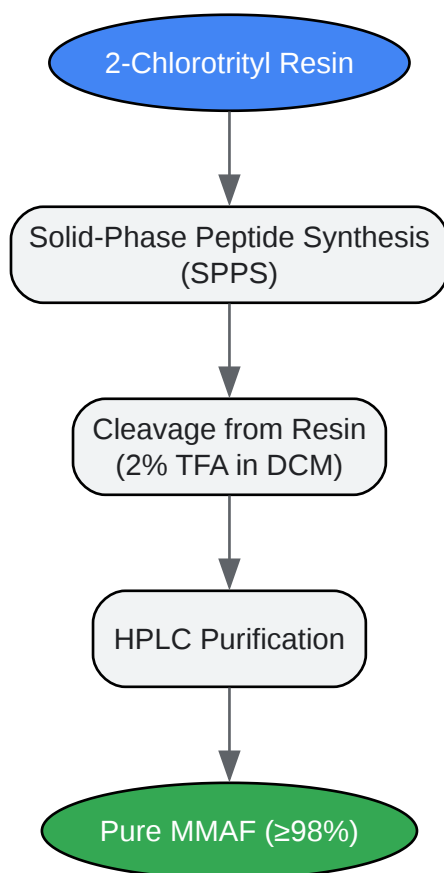 2-Chlorotrityl Resin
Solid-Phase Peptide Synthesis
(SPPS)
Cleavage from Resin
(2% TFA in DCM)
HPLC Purification
Pure MMAF (≥98%)